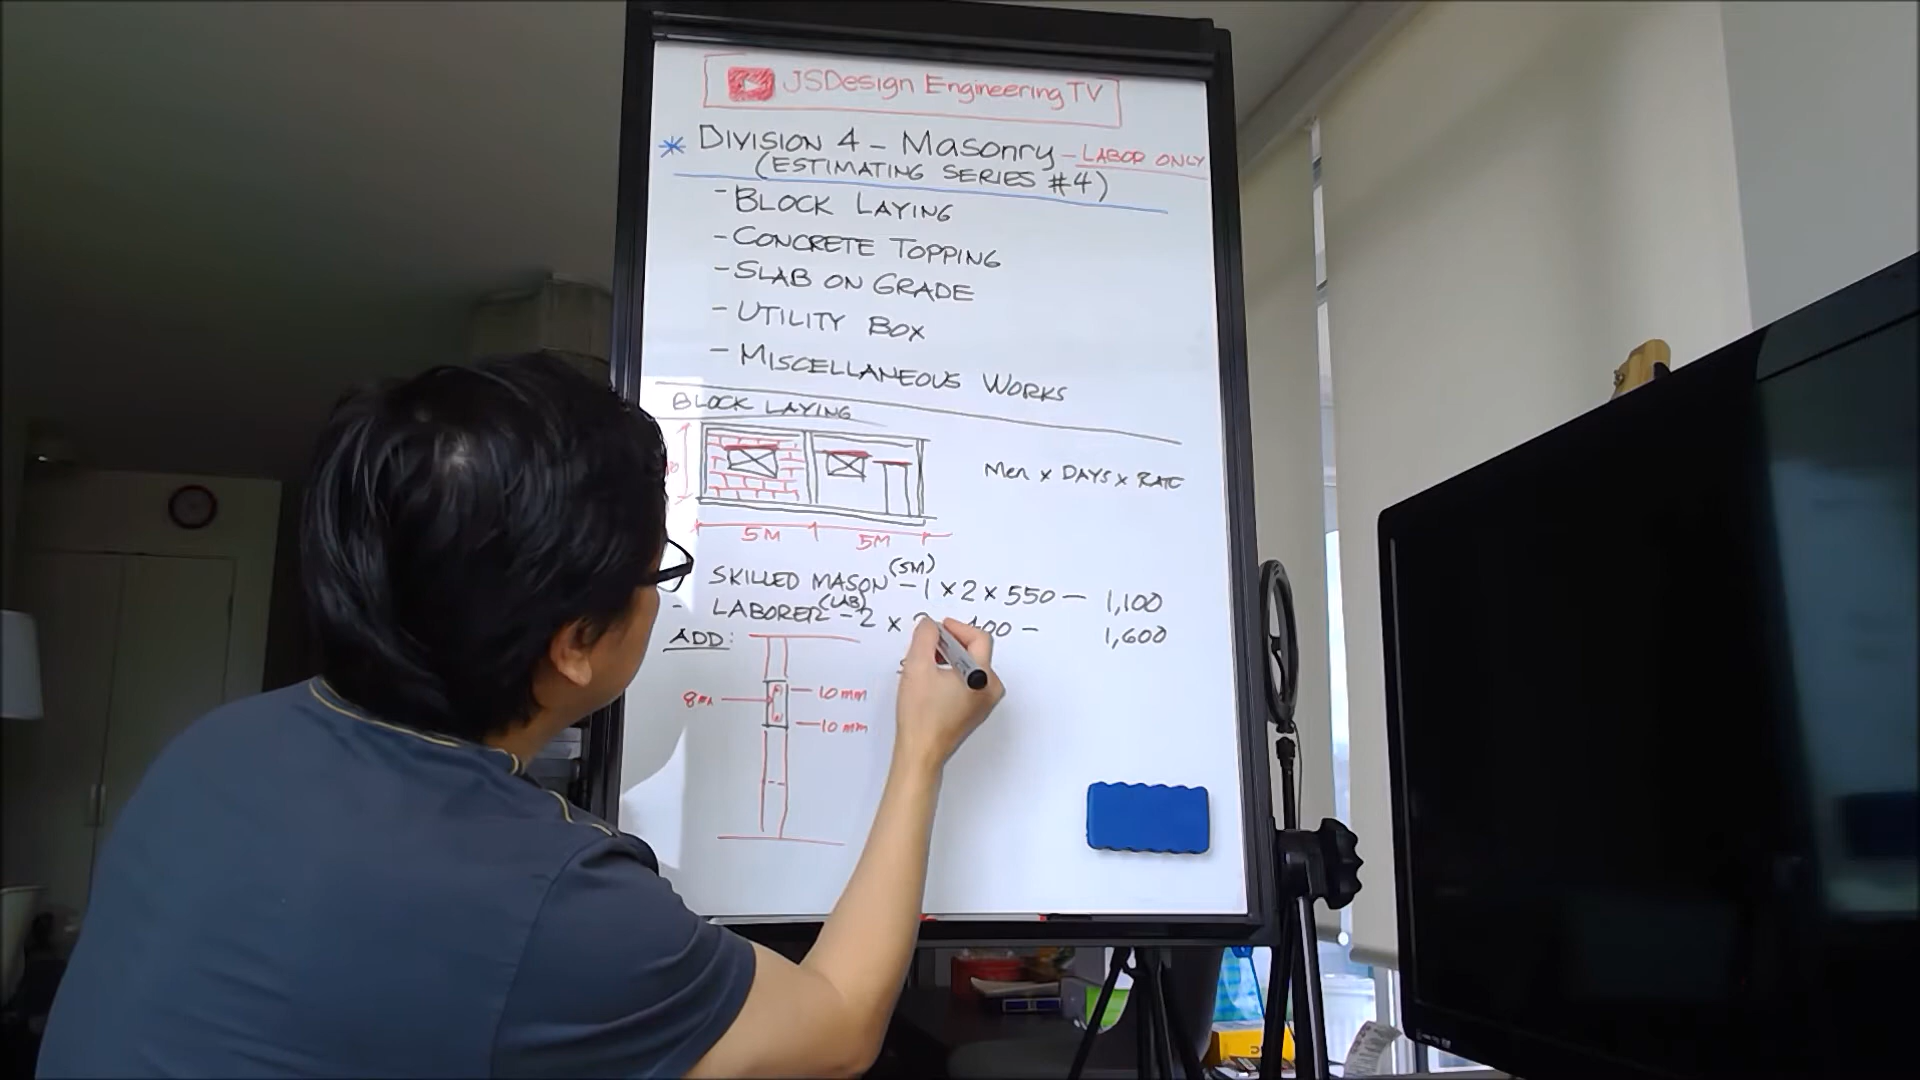 JSDesign Engineering TV
* DIVISION 4 - Masonry - LABOR ONLY
(ESTIMATING SERIES #4)
- BLOCK LAYING
- CONCRETE TOPPING
- SLAB ON GRADE
- UTILITY BOX
- MISCELLANEOUS WORKS
BLOCK LAYING
Men x DAYS x RATE
5M 5M
SKILLED MASON (SM) - 1 x 2 x 550 - 1,100
- LABORER (LAB) - 2 x 400 - 1,600
ADD:
10 mm
10 mm